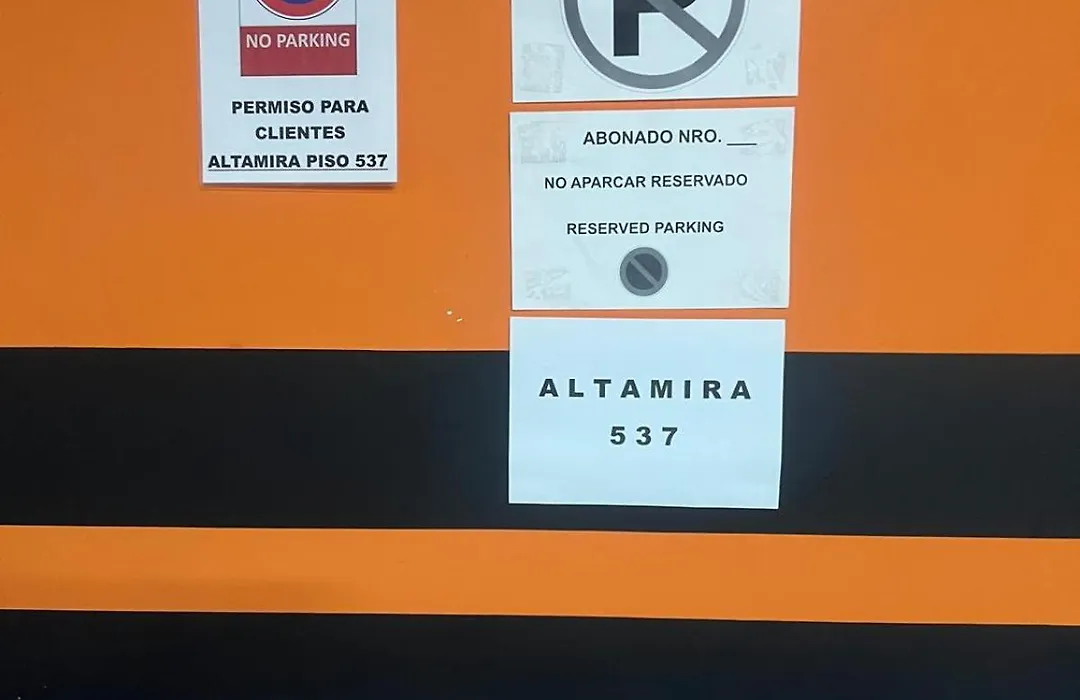 NO PARKING
PERMISO PARA
CLIENTES
ALTAMIRA PISO 537
P
ABONADO NRO. ___
NO APARCAR RESERVADO
RESERVED PARKING
ALTAMIRA
537